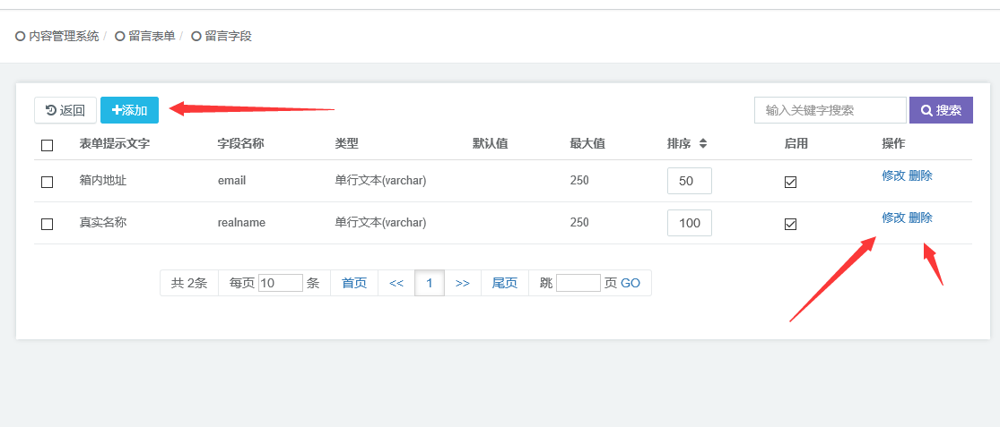 内容管理系统 / 留言表单 / 留言字段
返回 +添加 输入关键字搜索 搜索
表单提示文字 字段名称 类型 默认值 最大值 排序 启用 操作
箱内地址 email 单行文本(varchar) 250 50 修改 删除
真实名称 realname 单行文本(varchar) 250 100 修改 删除
共 2条 每页 10 条 首页 << 1 >> 尾页 跳 页 GO